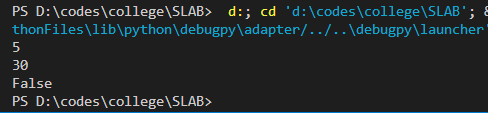 PS D:\codes\college\SLAB>  d:; cd 'd:\codes\college\SLAB'; &
thonFiles\lib\python\debugpy\adapter/../..\debugpy\launcher'
5
30
False
PS D:\codes\college\SLAB>